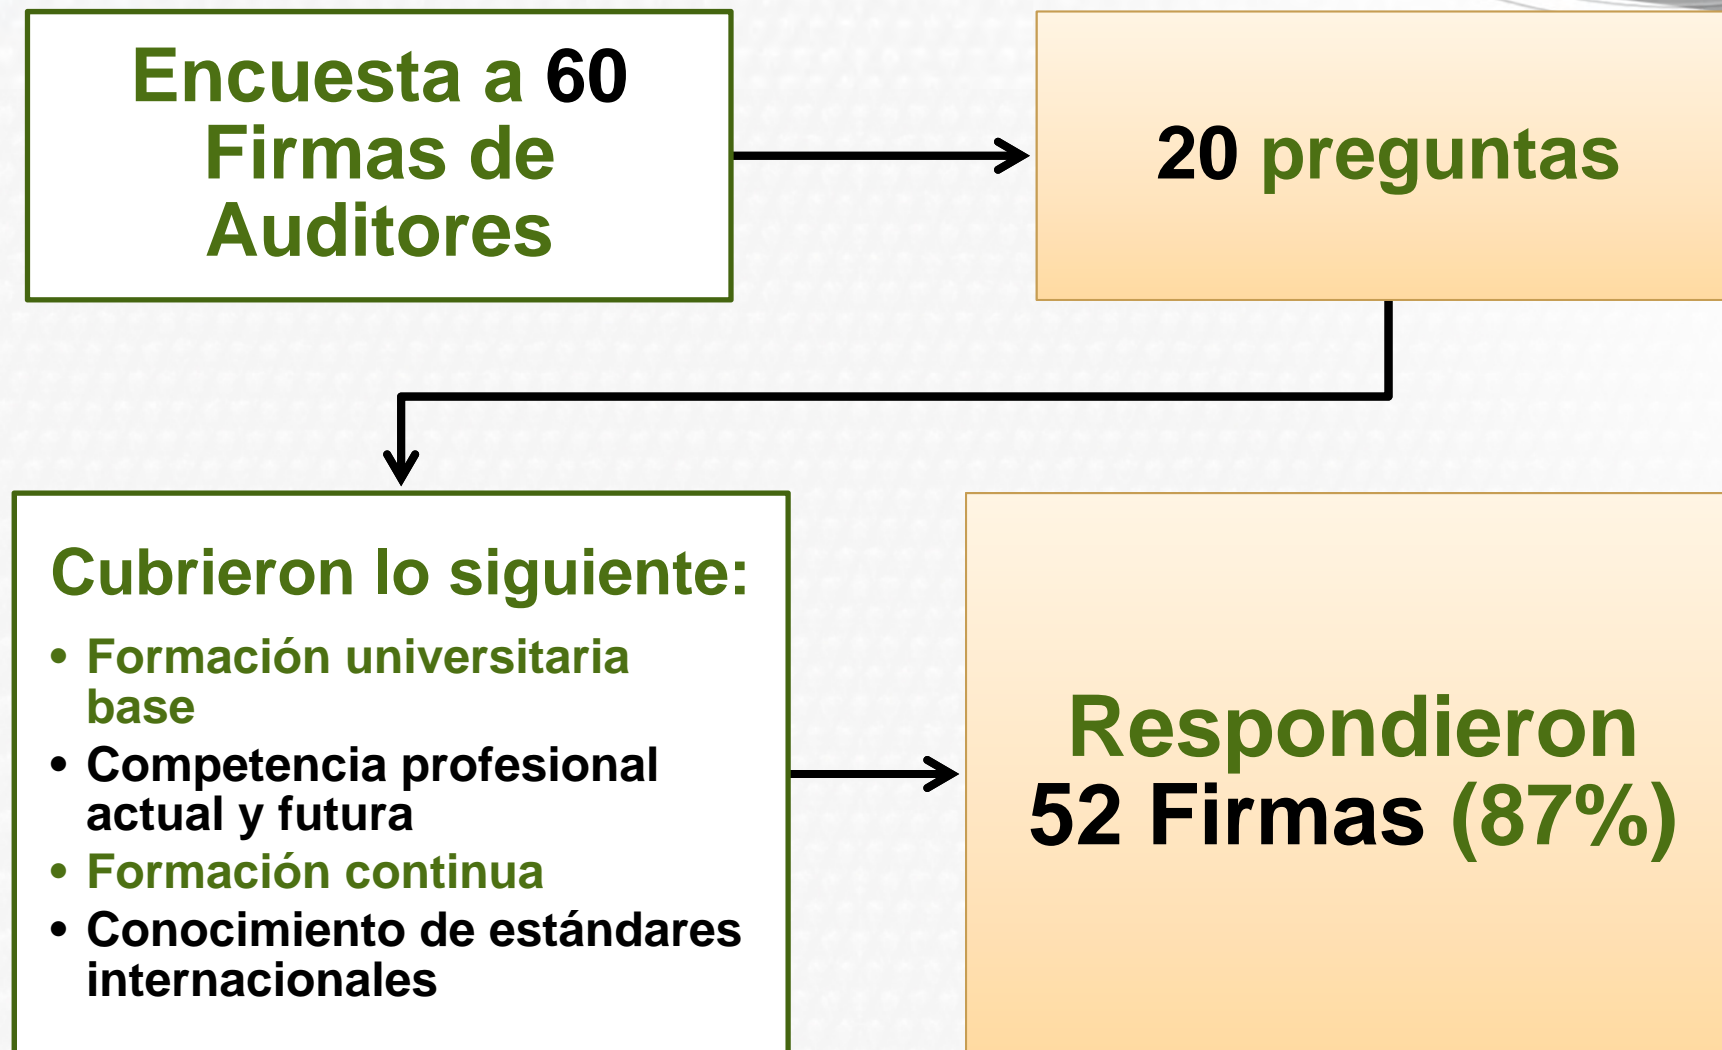 Encuesta a 60
Firmas de
Auditores
20 preguntas
Cubrieron lo siguiente:
• Formación universitaria
base
• Competencia profesional
actual y futura
• Formación continua
• Conocimiento de estándares
internacionales
Respondieron
52 Firmas (87%)